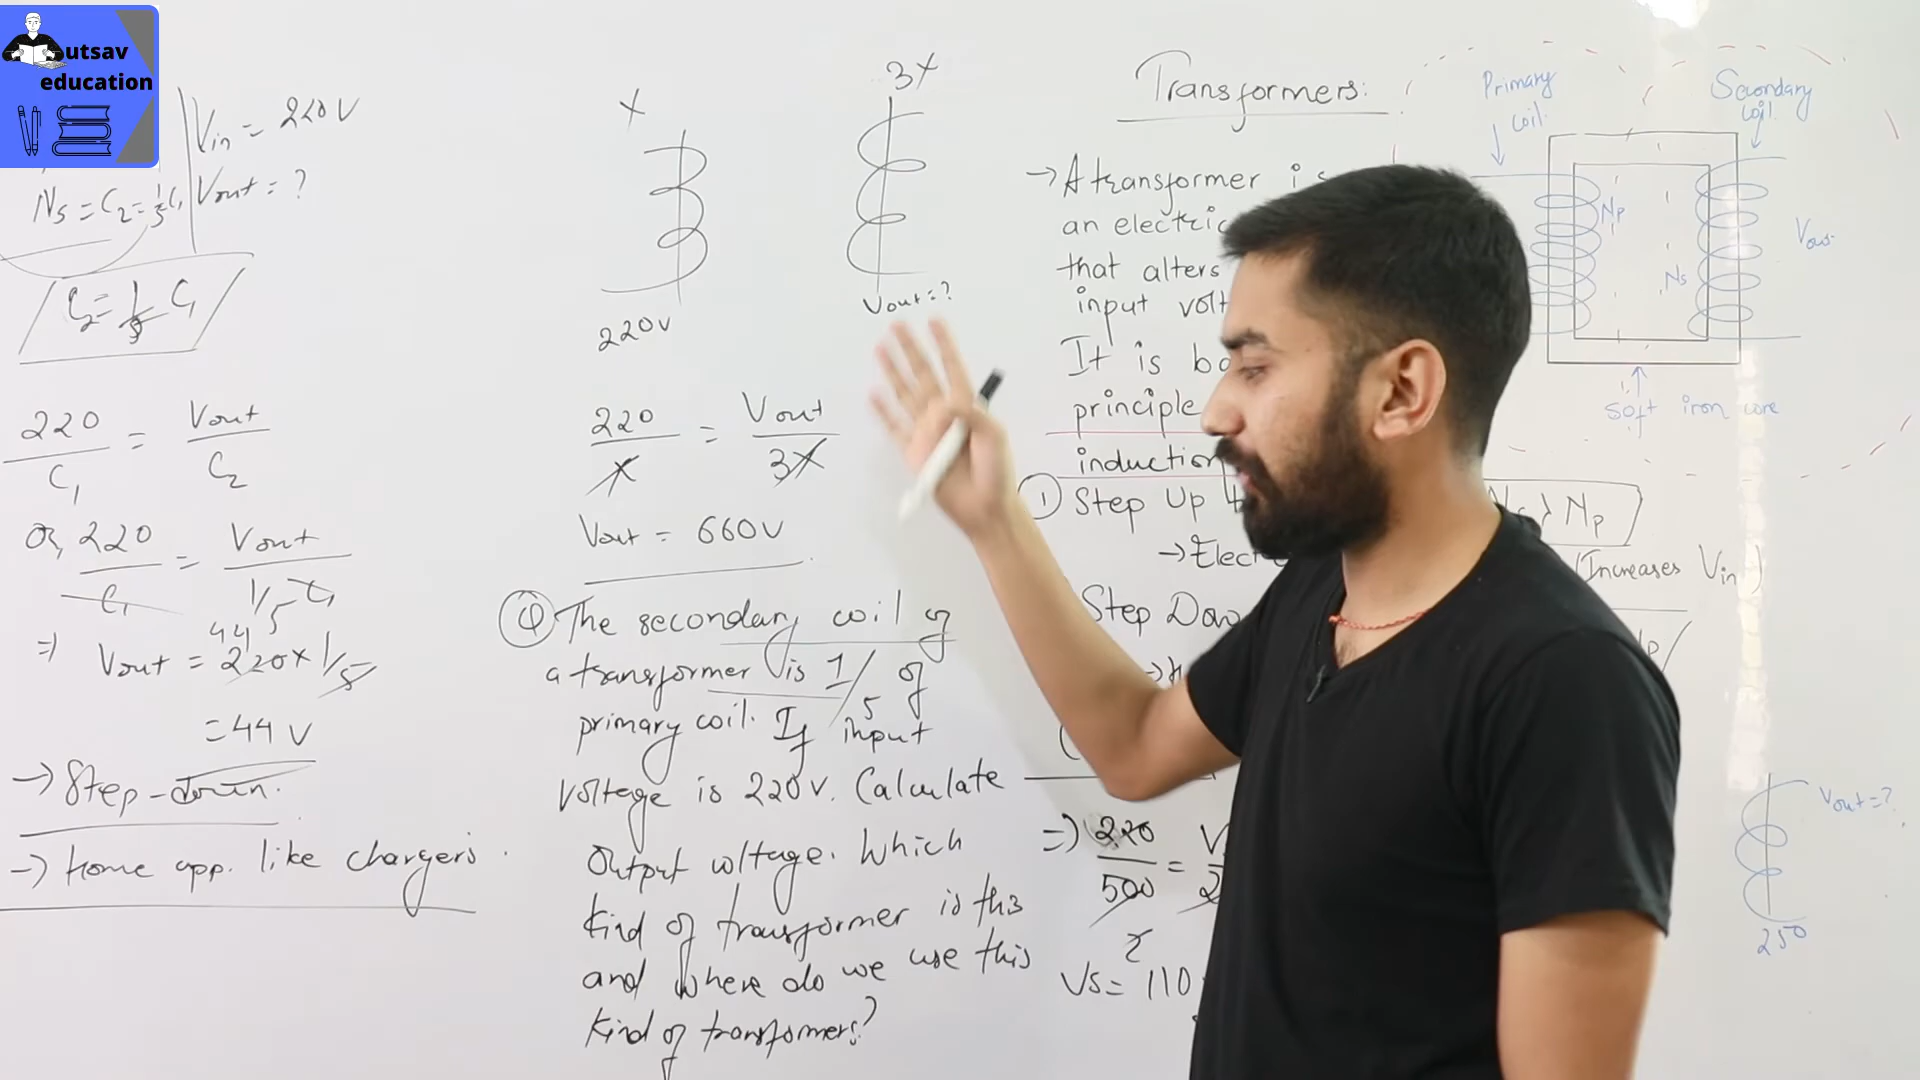 utsav
education
Vin = 220V
Vout = ?
Ns = C2 = 1/5 C1
C2 = 1/5 C1
220/C1 = Vout/C2
Or, 220/C1 = Vout/1/5 C1
44
=> Vout = 220 x 1/5
= 44 V
→ Step-down.
→ Home app. like chargers.
X
3X
220V
Vout = ?
220/X = Vout/3X
Vout = 660V
Q The secondary coil of
a transformer is 1/5 of
primary coil. If input
voltage is 220V. Calculate
output voltage. Which
kind of transformer is this
and where do we use this
kind of transformers?
Transformers:
→ A transformer is
an electric
that alters
input volt
It is ba
principle
induction
① Step Up t
→ Elect
Step Down
=> 220/500 = V/2
2
Vs = 110
Primary
coil.
Secondary
coil.
Np
Ns
Vout
Soft iron core
Ns > Np
(Increases Vin)
Vout = ?
250